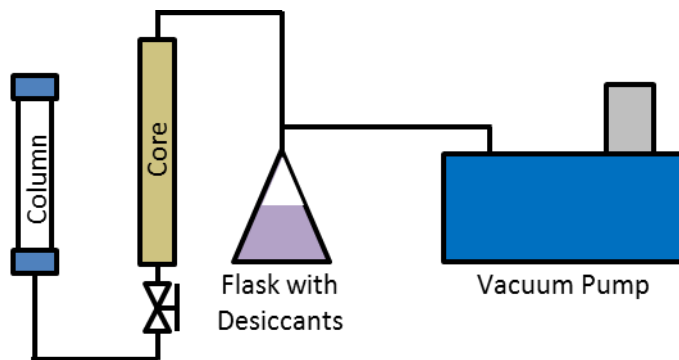 Column
Core
Flask with
Desiccants
Vacuum Pump